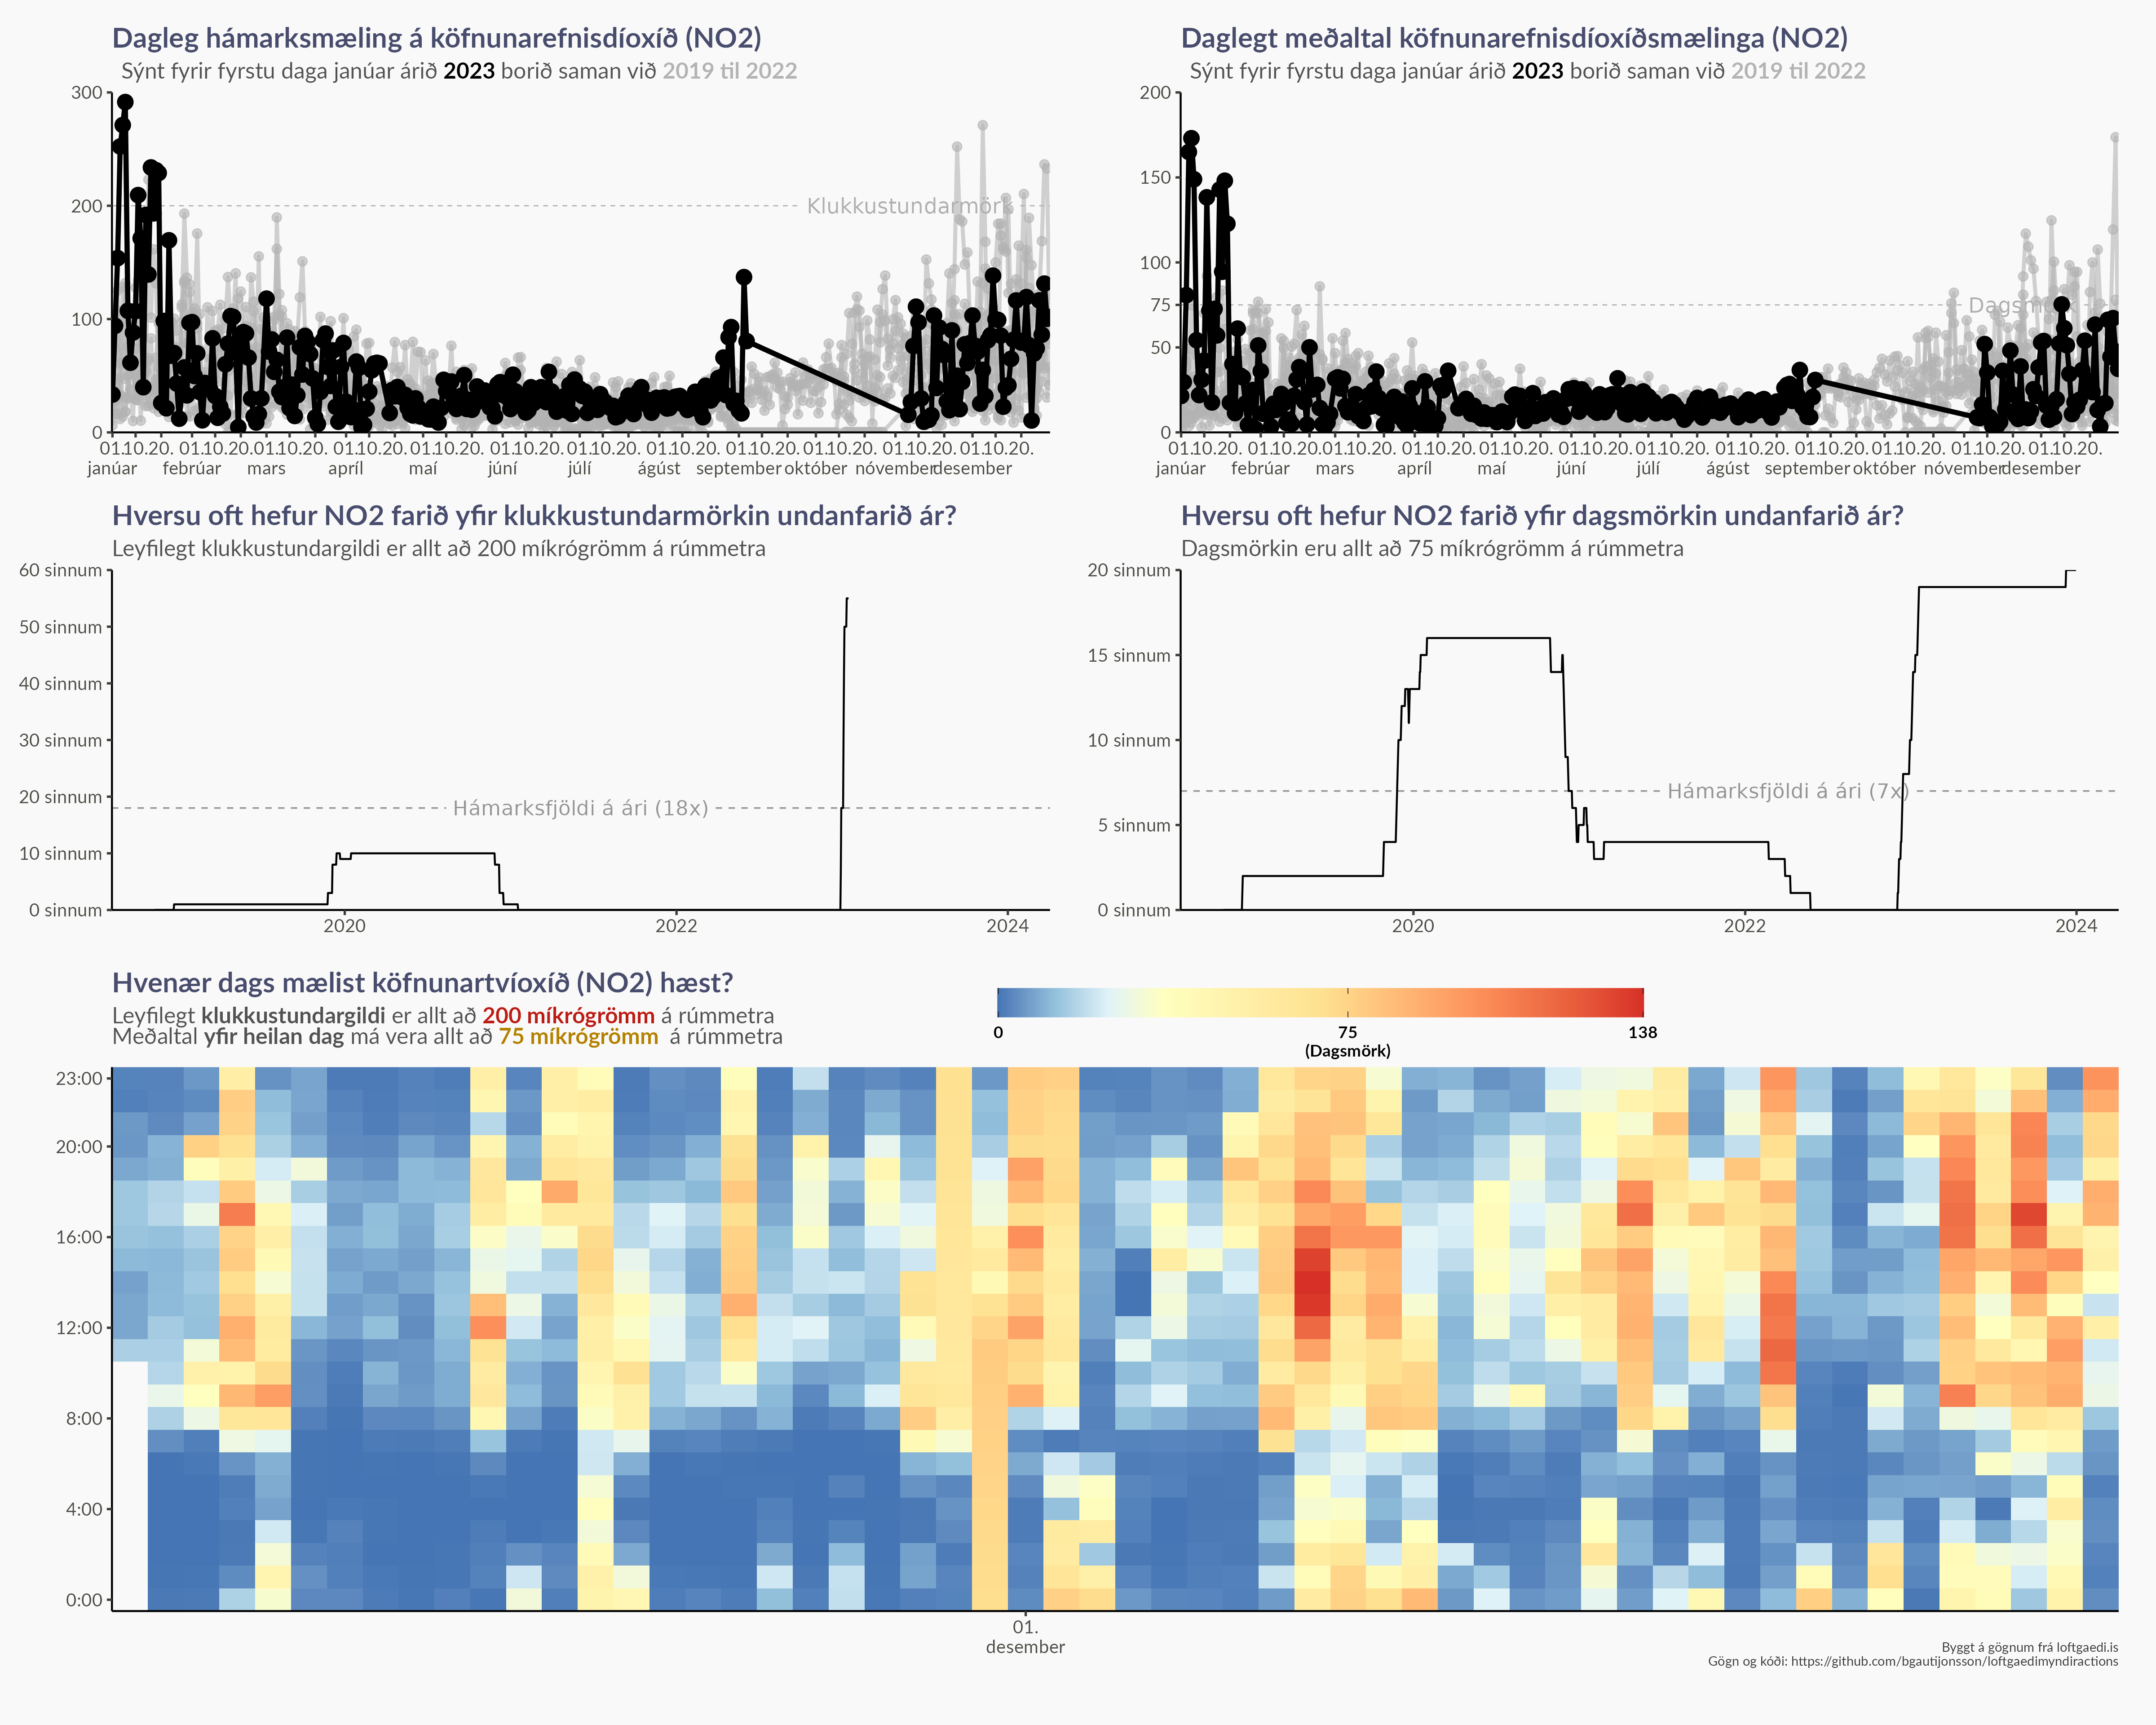 Dagleg hámarksmæling á köfnunarefnisdíoxíð (NO2)
Sýnt fyrir fyrstu daga janúar árið 2023 borið saman við 2019 til 2022
300
200
100
0
Klukkustundarmörk
01.10.20. 01.10.20. 01.10.20. 01.10.20. 01.10.20. 01.10.20. 01.10.20. 01.10.20. 01.10.20. 01.10.20. 01.10.20. 01.10.20.
janúar febrúar mars apríl maí júní júlí ágúst september október nóvember desember
Daglegt meðaltal köfnunarefnisdíoxíðsmælinga (NO2)
Sýnt fyrir fyrstu daga janúar árið 2023 borið saman við 2019 til 2022
200
150
100
75
50
0
Dagsmörk
01.10.20. 01.10.20. 01.10.20. 01.10.20. 01.10.20. 01.10.20. 01.10.20. 01.10.20. 01.10.20. 01.10.20. 01.10.20. 01.10.20.
janúar febrúar mars apríl maí júní júlí ágúst september október nóvember desember
Hversu oft hefur NO2 farið yfir klukkustundarmörkin undanfarið ár?
Leyfilegt klukkustundargildi er allt að 200 míkrógrömm á rúmmetra
60 sinnum
50 sinnum
40 sinnum
30 sinnum
20 sinnum
10 sinnum
0 sinnum
Hámarksfjöldi á ári (18x)
2020 2022 2024
Hversu oft hefur NO2 farið yfir dagsmörkin undanfarið ár?
Dagsmörkin eru allt að 75 míkrógrömm á rúmmetra
20 sinnum
15 sinnum
10 sinnum
5 sinnum
0 sinnum
Hámarksfjöldi á ári (7x)
2020 2022 2024
Hvenær dags mælist köfnunartvíoxíð (NO2) hæst?
Leyfilegt klukkustundargildi er allt að 200 míkrógrömm á rúmmetra
Meðaltal yfir heilan dag má vera allt að 75 míkrógrömm á rúmmetra
0 75 138
(Dagsmörk)
23:00
20:00
16:00
12:00
8:00
4:00
0:00
01.
desember
Byggt á gögnum frá loftgaedi.is
Gögn og kóði: https://github.com/bgautijonsson/loftgaedimyndiractions